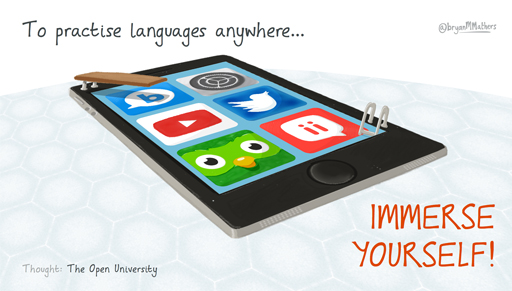 To practise languages anywhere...
@bryanMMathers
IMMERSE
YOURSELF!
Thought: The Open University